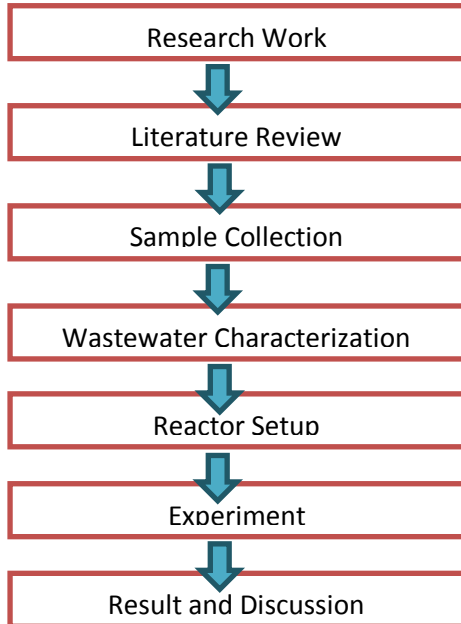 Research Work
Literature Review
Sample Collection
Wastewater Characterization
Reactor Setup
Experiment
Result and Discussion